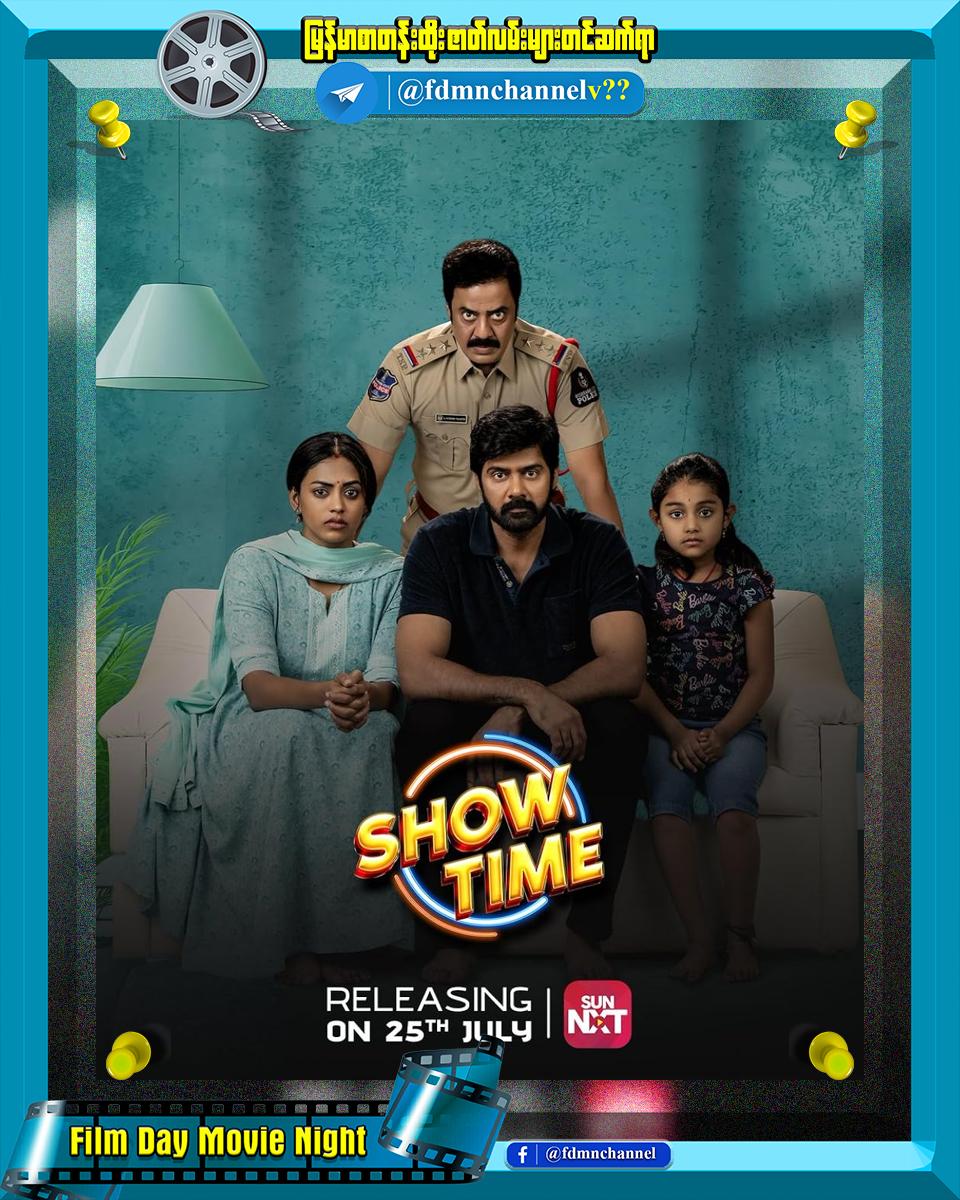 မြန်မာစာတန်းထိုးဇာတ်လမ်းများတင်ဆက်ရာ
@fdmnchannelv??
POLICE
SHOW
TIME
RELEASING
ON 25TH JULY
SUN
NXT
Film Day Movie Night
@fdmnchannel